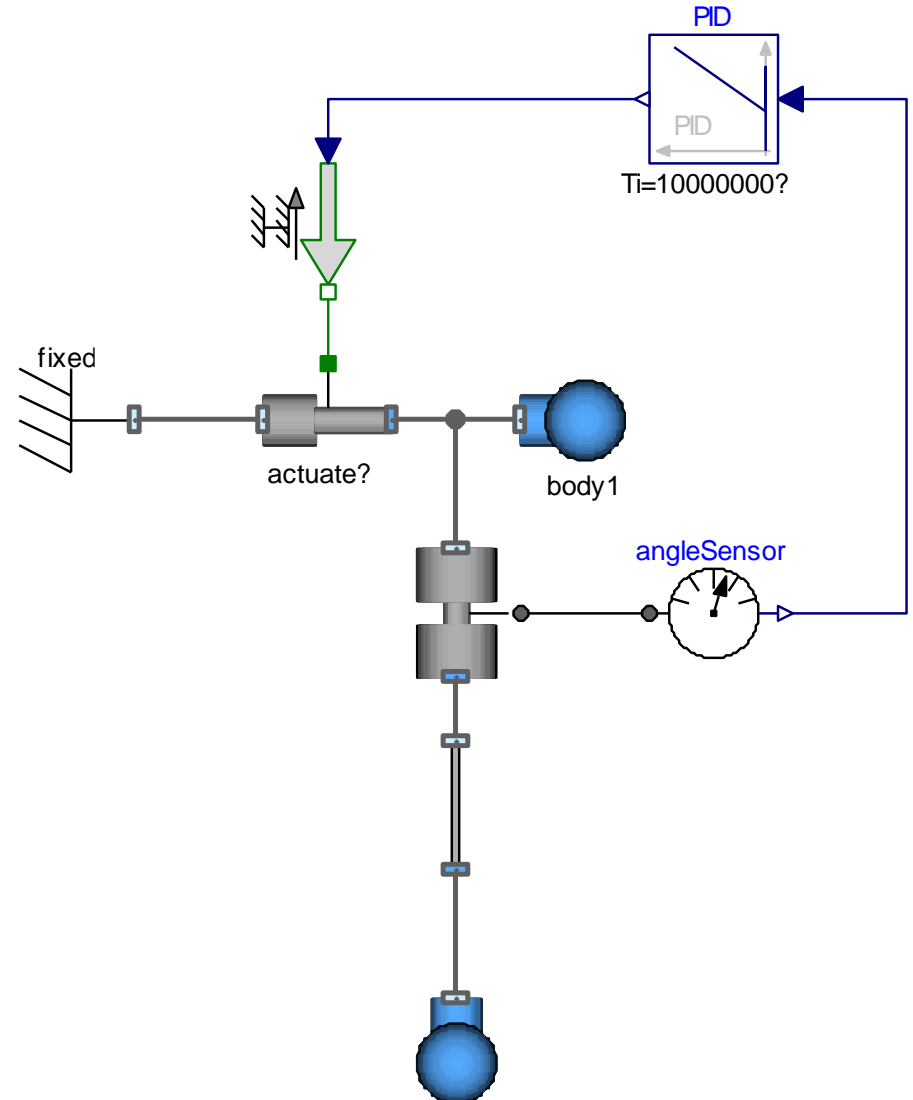 PID
PID
Ti=10000000?
fixed
actuate?
body1
angleSensor